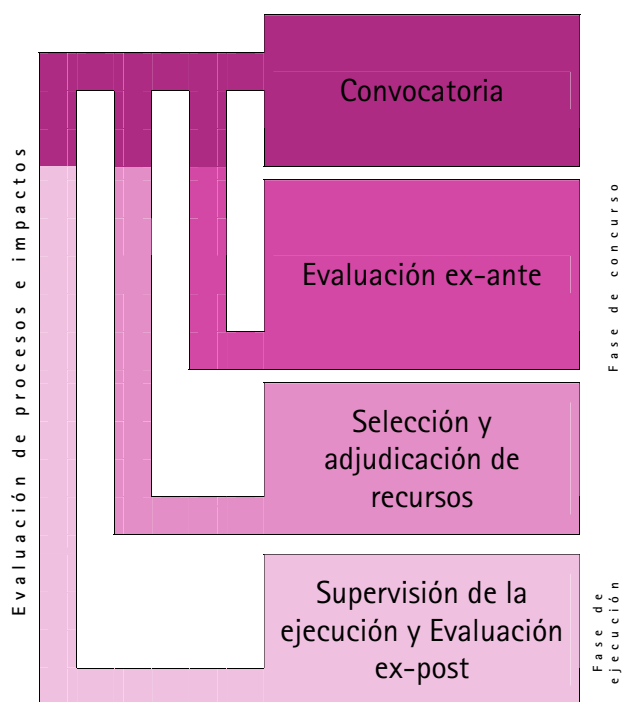 Evaluación de procesos e impactos
Convocatoria
Evaluación ex-ante
Fase de concurso
Selección y
adjudicación de
recursos
Supervisión de la
ejecución y Evaluación
ex-post
Fase de
ejecución